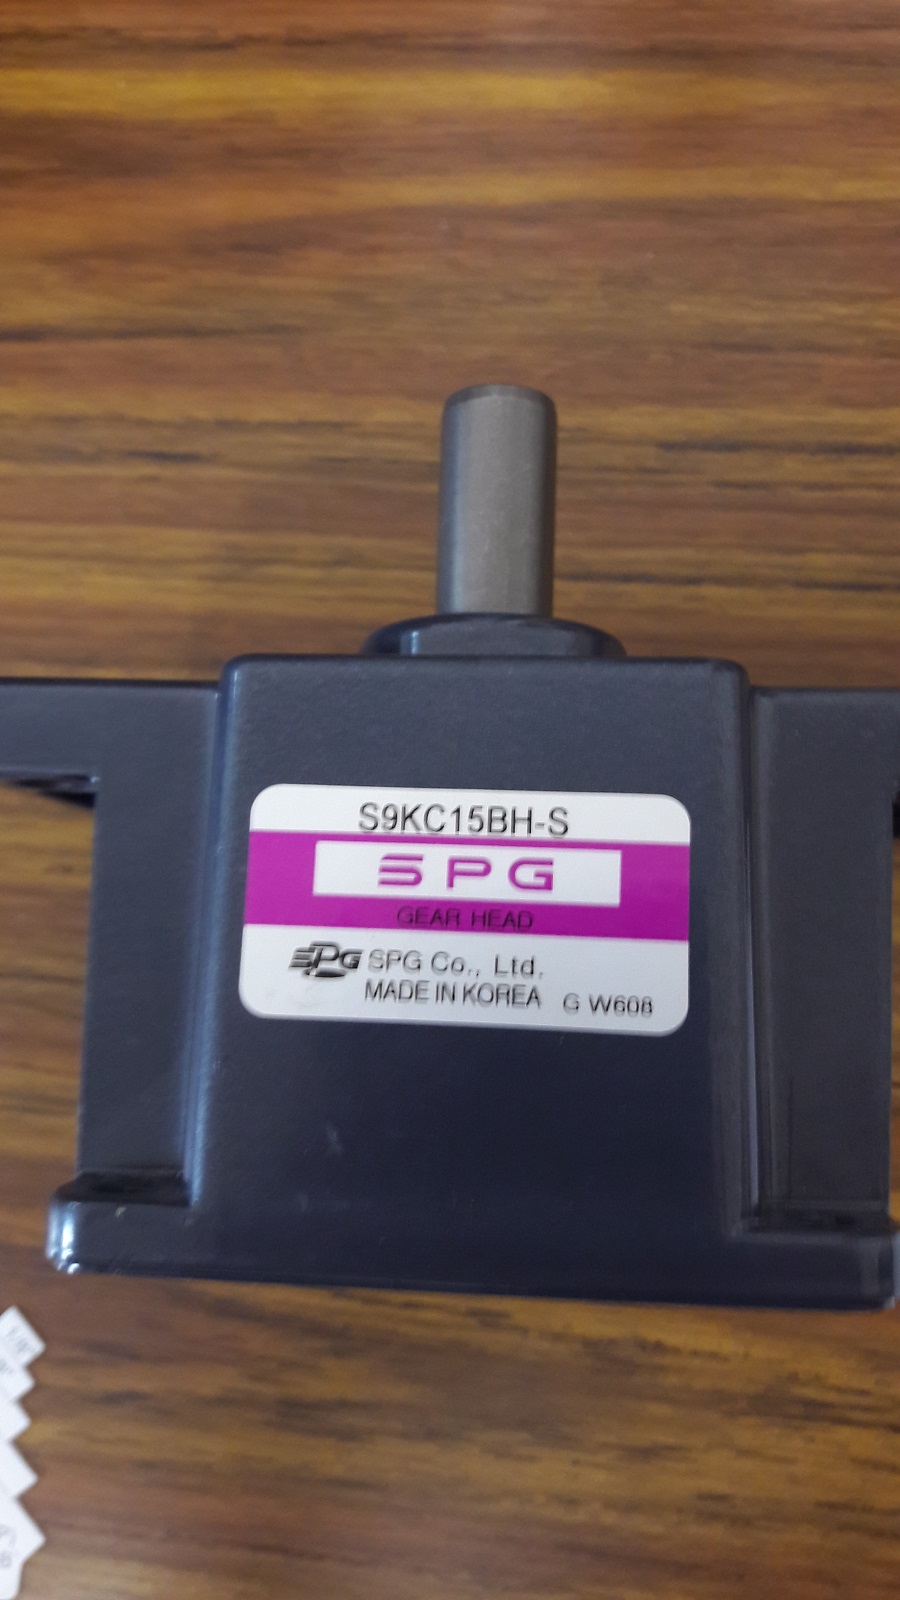 S9KC15BH-S
SPG
GEAR HEAD
SPG SPG Co., Ltd.
MADE IN KOREA G W608